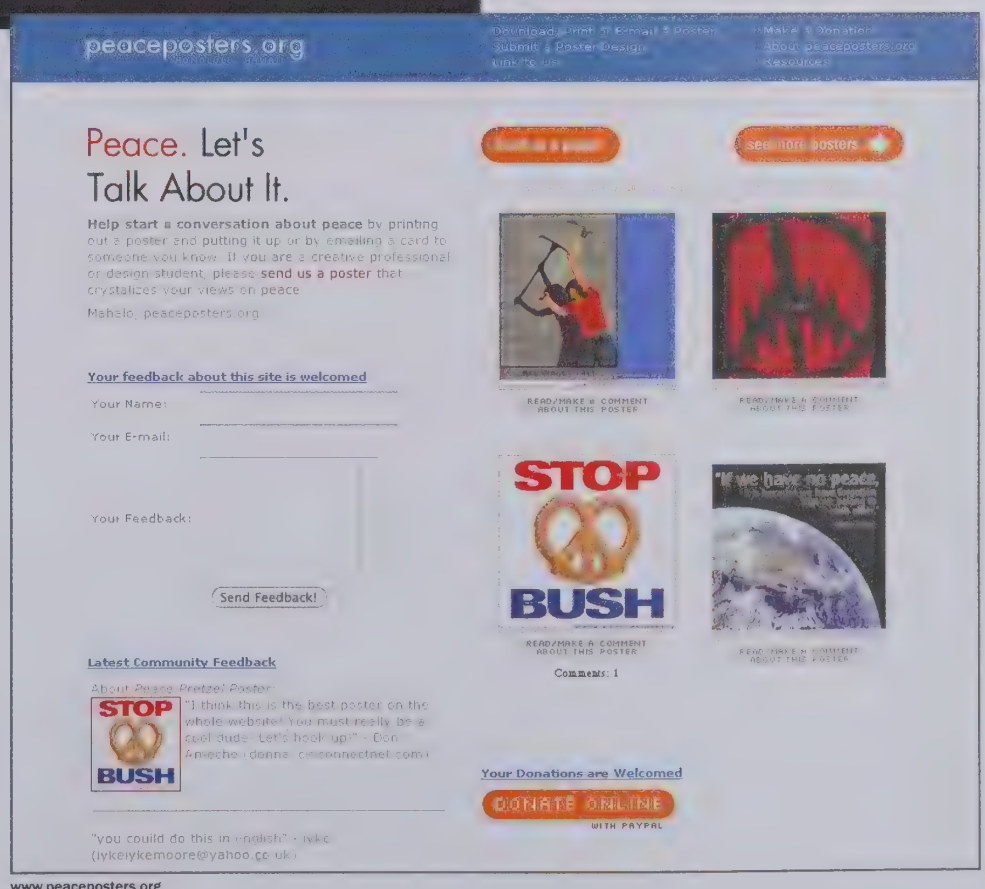 peaceposters.org
Download, Print or E-mail a Poster
Submit a Poster Design
Link to Us
Make a Donation
About peaceposters.org
Resources
Peace. Let's
Talk About It.
Help start a conversation about peace by printing
out a poster and putting it up or by emailing a card to
someone you know. If you are a creative professional
or design student, please send us a poster that
crystalizes your views on peace
Mahalo, peaceposters.org
Your feedback about this site is welcomed
Your Name:
Your E-mail:
Your Feedback:
Send Feedback!
Latest Community Feedback
About Peace Pretzel Poster:
STOP
BUSH
"I think this is the best poster on the
whole website! You must really be a
cool dude. Let's hook up!" - Don
Ameche
"you could do this in english" - iyke
(iykeiykemoore@yahoo.co.uk)
see more posters
READ/MAKE A COMMENT
ABOUT THIS POSTER
READ/MAKE A COMMENT
ABOUT THIS POSTER
STOP
BUSH
READ/MAKE A COMMENT
ABOUT THIS POSTER
Comments: 1
"If we have no peace,
READ/MAKE A COMMENT
ABOUT THIS POSTER
Your Donations are Welcomed
DONATE ONLINE
WITH PAYPAL
www.peaceposters.org